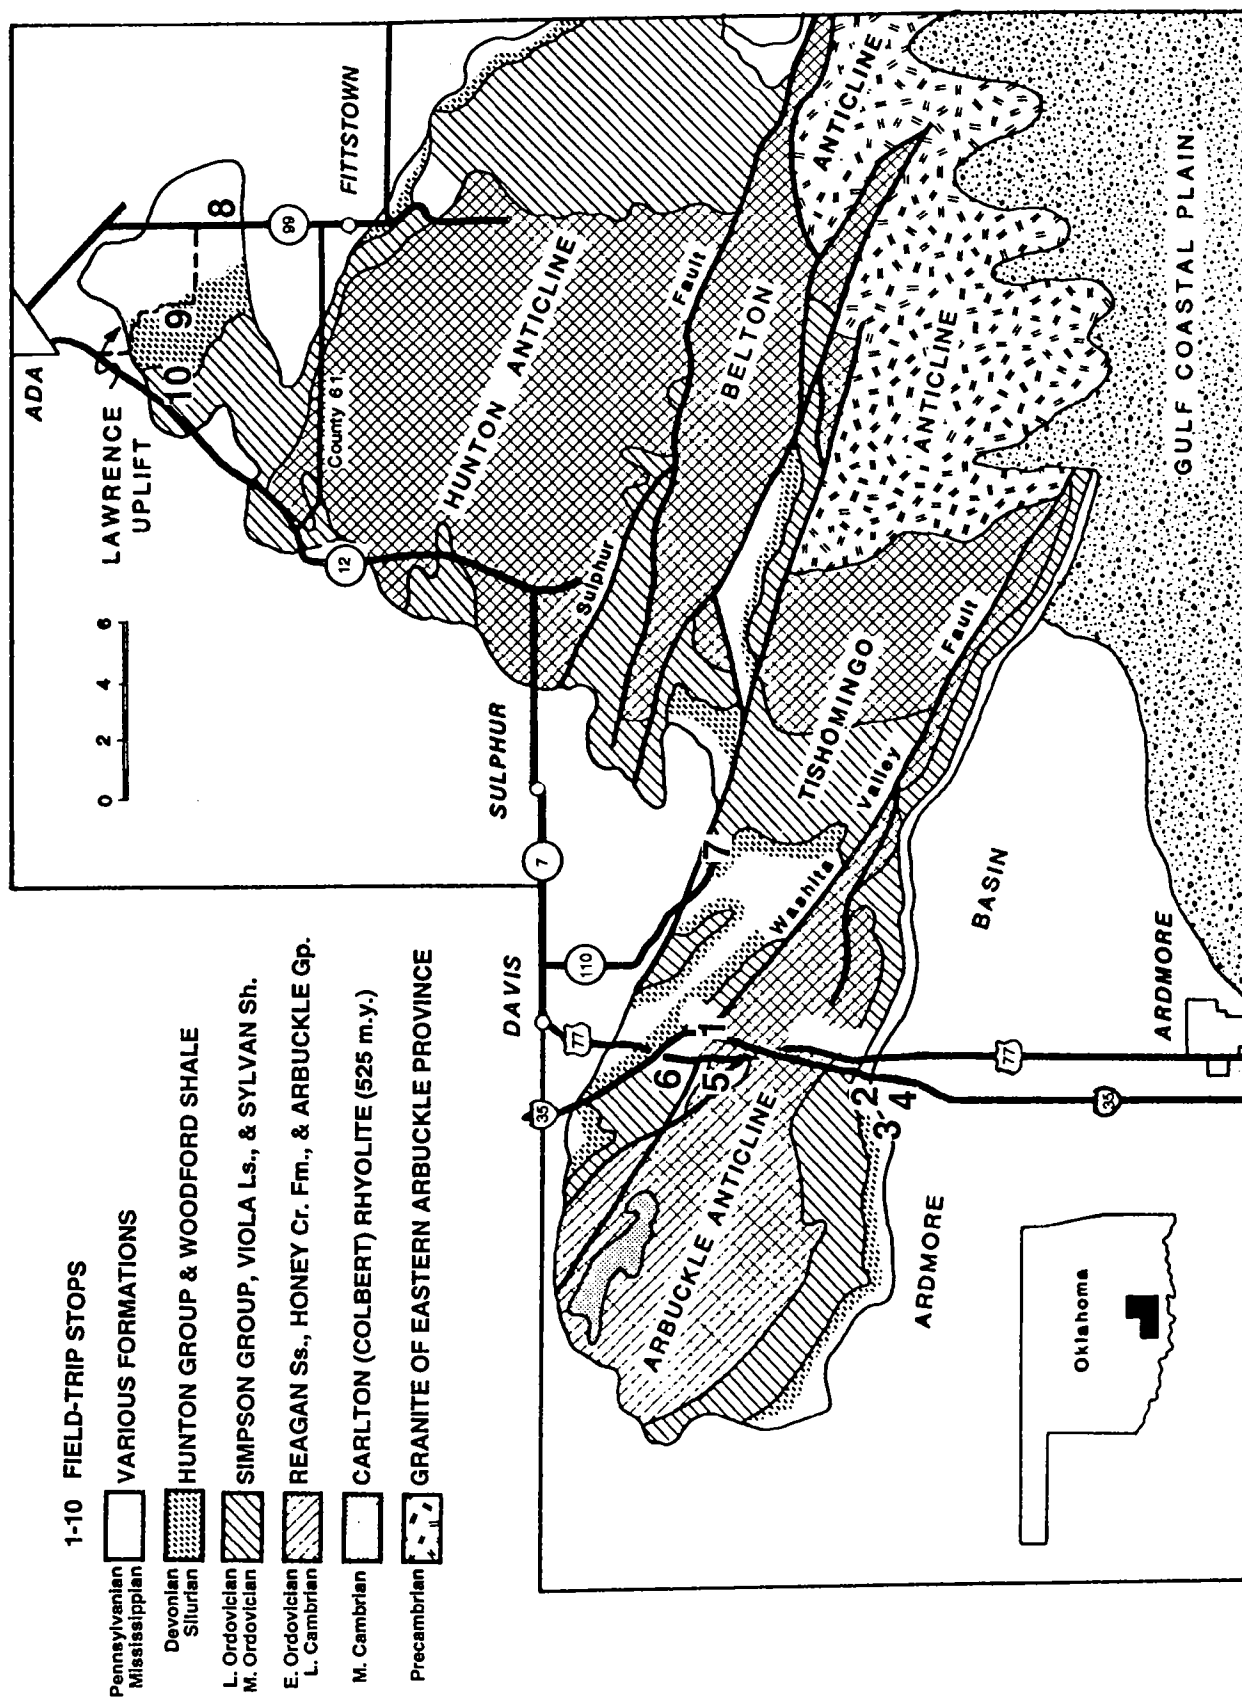 1-10 FIELD-TRIP STOPS
Pennsylvanian
Mississippian
VARIOUS FORMATIONS
Devonian
Silurian
HUNTON GROUP & WOODFORD SHALE
L. Ordovician
M. Ordovician
SIMPSON GROUP, VIOLA Ls., & SYLVAN Sh.
E. Ordovician
L. Cambrian
REAGAN Ss., HONEY Cr. Fm., & ARBUCKLE Gp.
M. Cambrian
CARLTON (COLBERT) RHYOLITE (525 m.y.)
Precambrian
GRANITE OF EASTERN ARBUCKLE PROVINCE
0 2 4 6
ADA
LAWRENCE
UPLIFT
10
9
8
99
FITTSTOWN
County 61
12
HUNTON ANTICLINE
SULPHUR
7
Sulphur Fault
DAVIS
77
110
35
BELTON ANTICLINE
7
1
6
5
TISHOMINGO ANTICLINE
Washita Valley Fault
ARBUCKLE ANTICLINE
2
3
4
77
35
ARDMORE BASIN
ARDMORE
GULF COASTAL PLAIN
Oklahoma